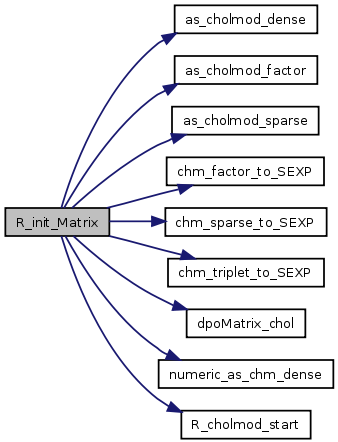 as_cholmod_dense
as_cholmod_factor
as_cholmod_sparse
chm_factor_to_SEXP
R_init_Matrix
chm_sparse_to_SEXP
chm_triplet_to_SEXP
dpoMatrix_chol
numeric_as_chm_dense
R_cholmod_start